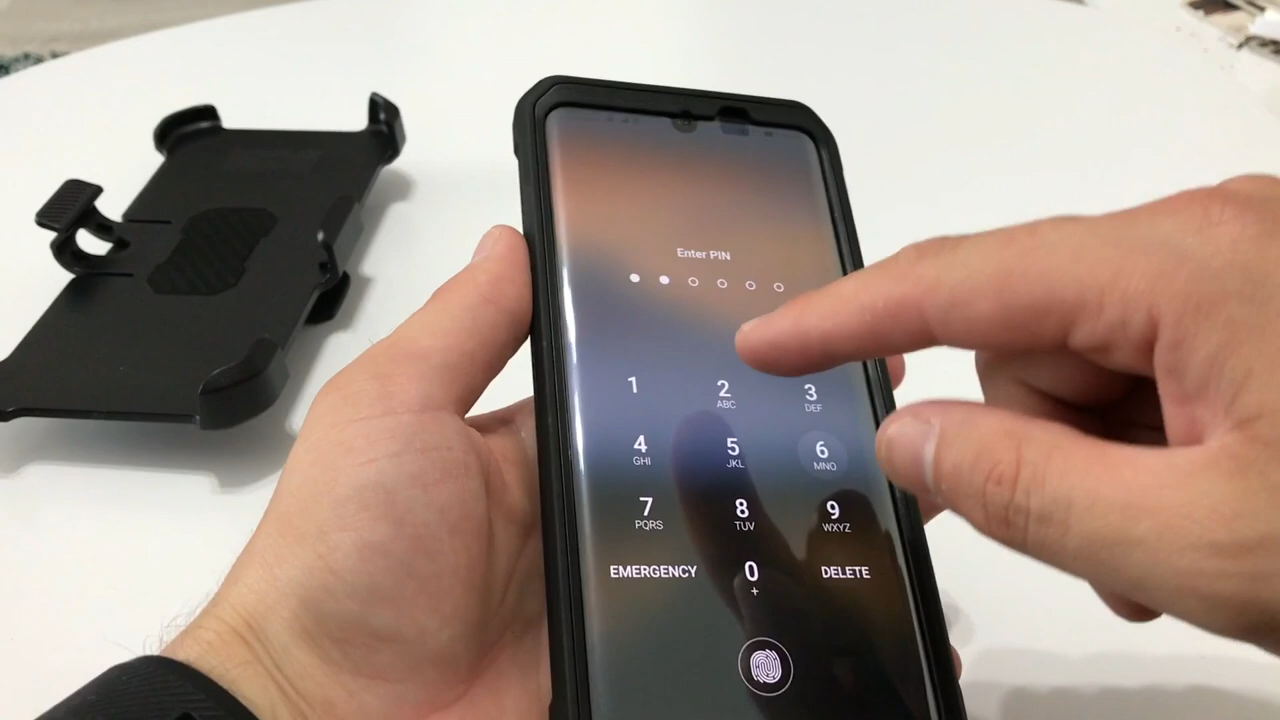 Enter PIN
1 2 3
ABC DEF
4 5 6
GHI JKL MNO
7 8 9
PQRS TUV WXYZ
EMERGENCY 0 DELETE
+